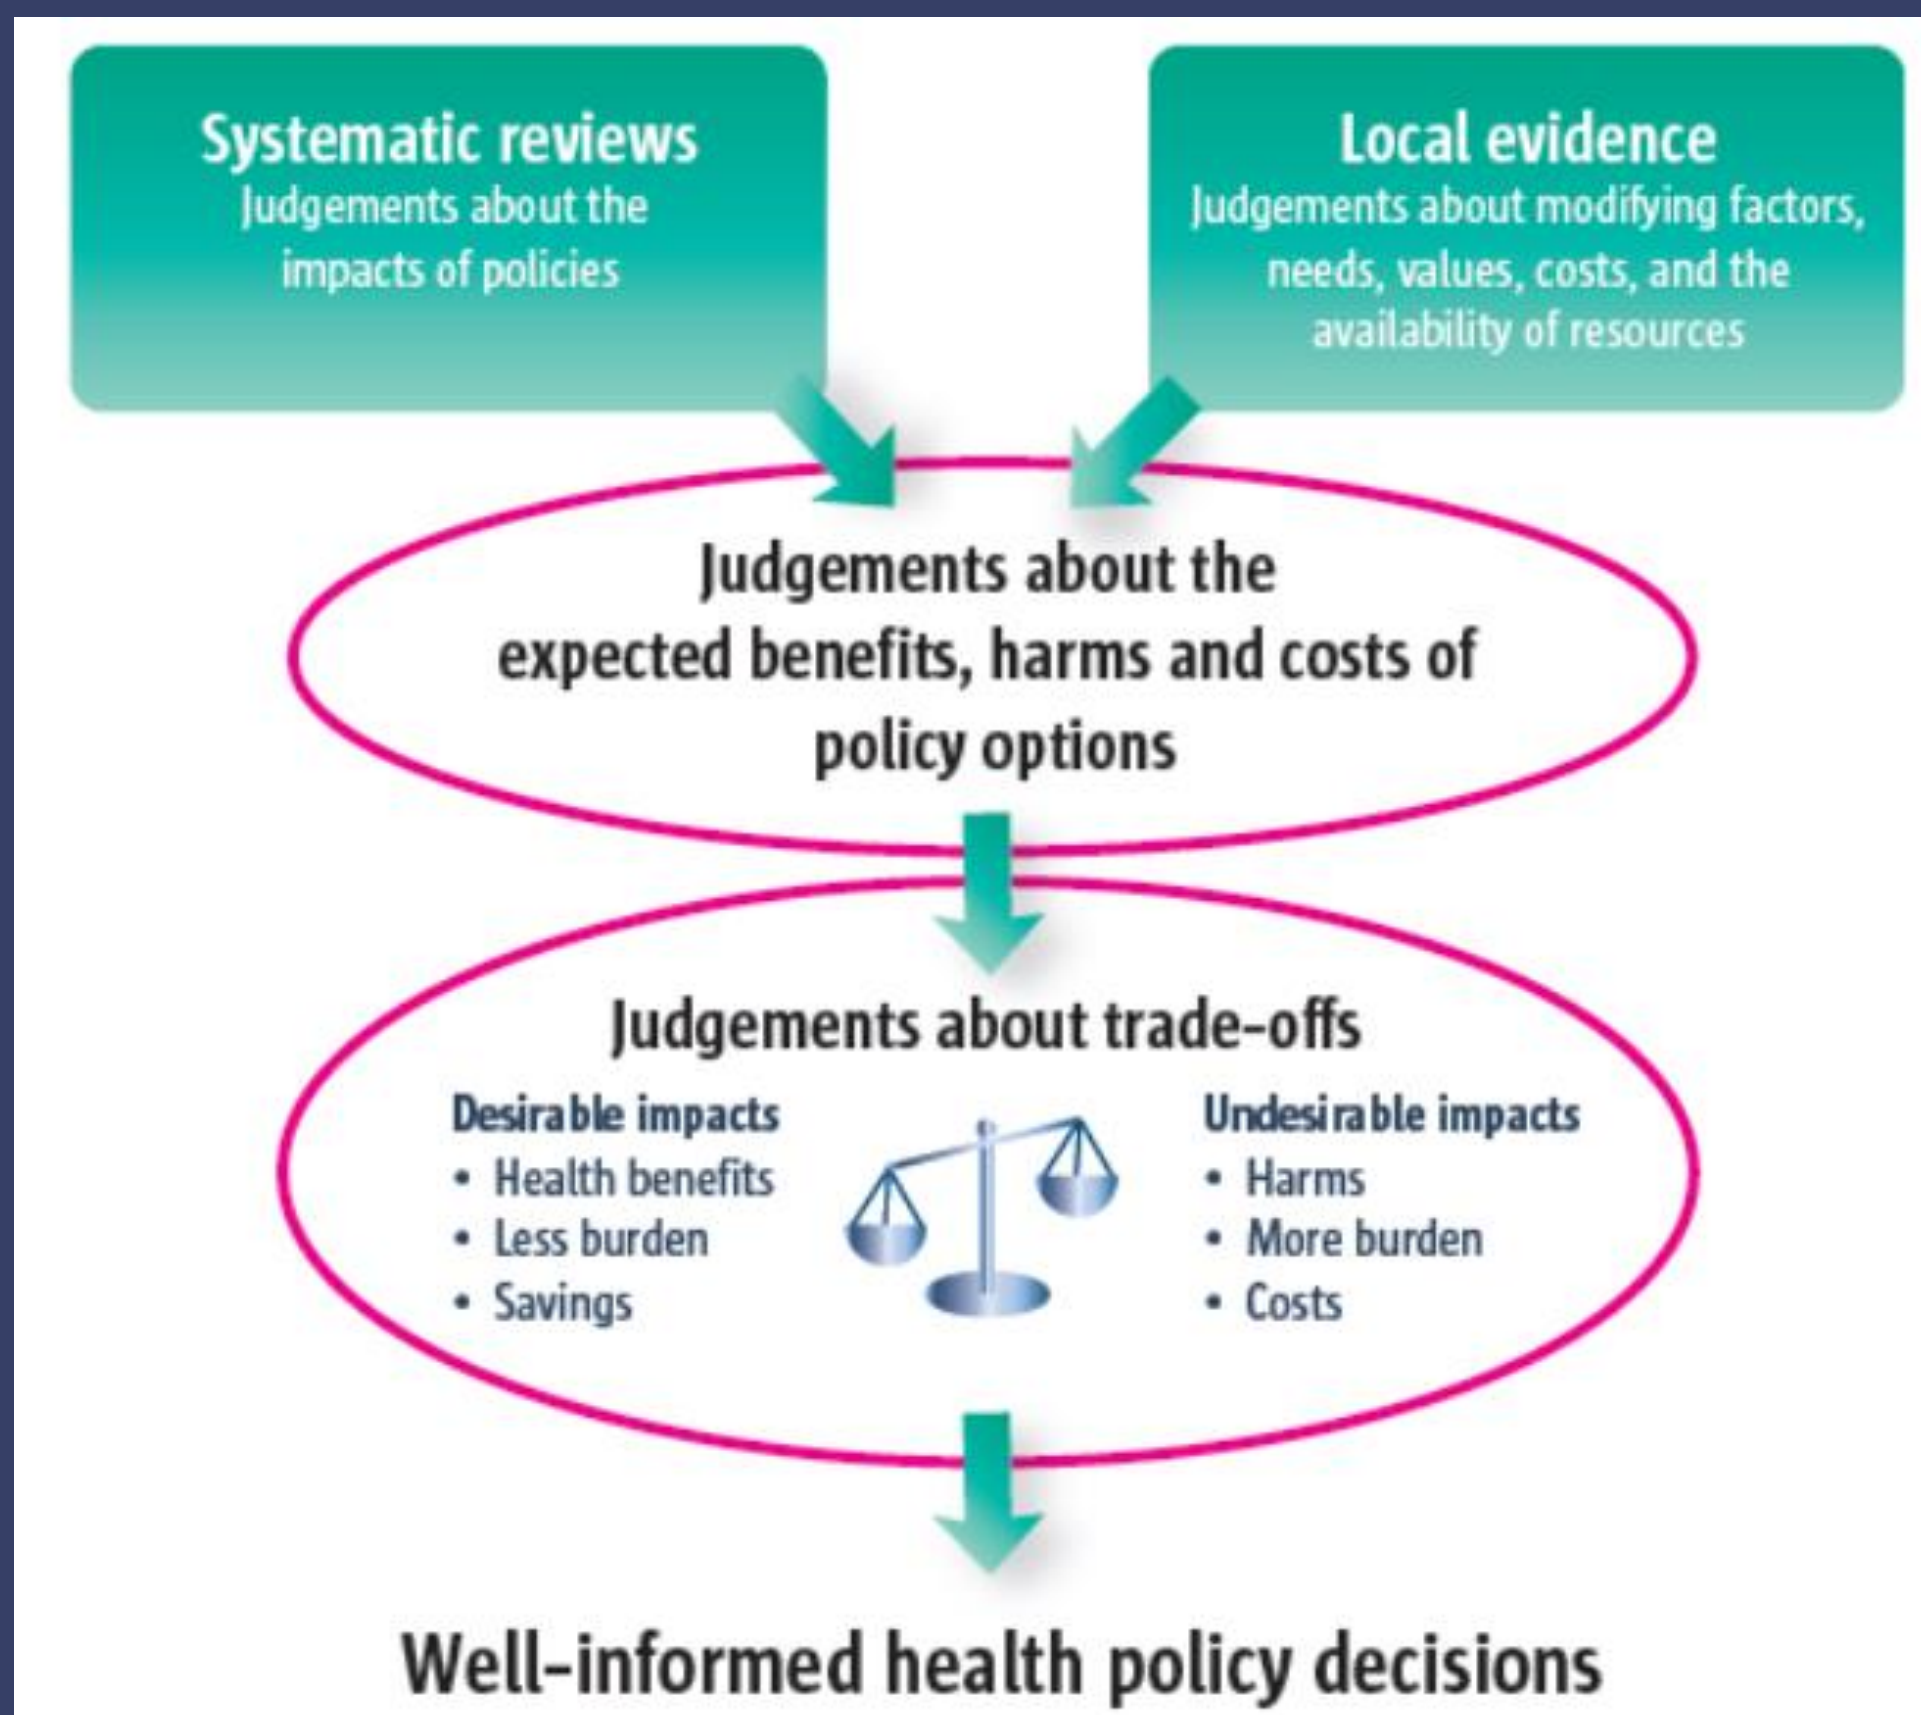 Systematic reviews
Judgements about the
impacts of policies
Local evidence
Judgements about modifying factors,
needs, values, costs, and the
availability of resources
Judgements about the
expected benefits, harms and costs of
policy options
Judgements about trade-offs
Desirable impacts
• Health benefits
• Less burden
• Savings
Undesirable impacts
• Harms
• More burden
• Costs
Well-informed health policy decisions